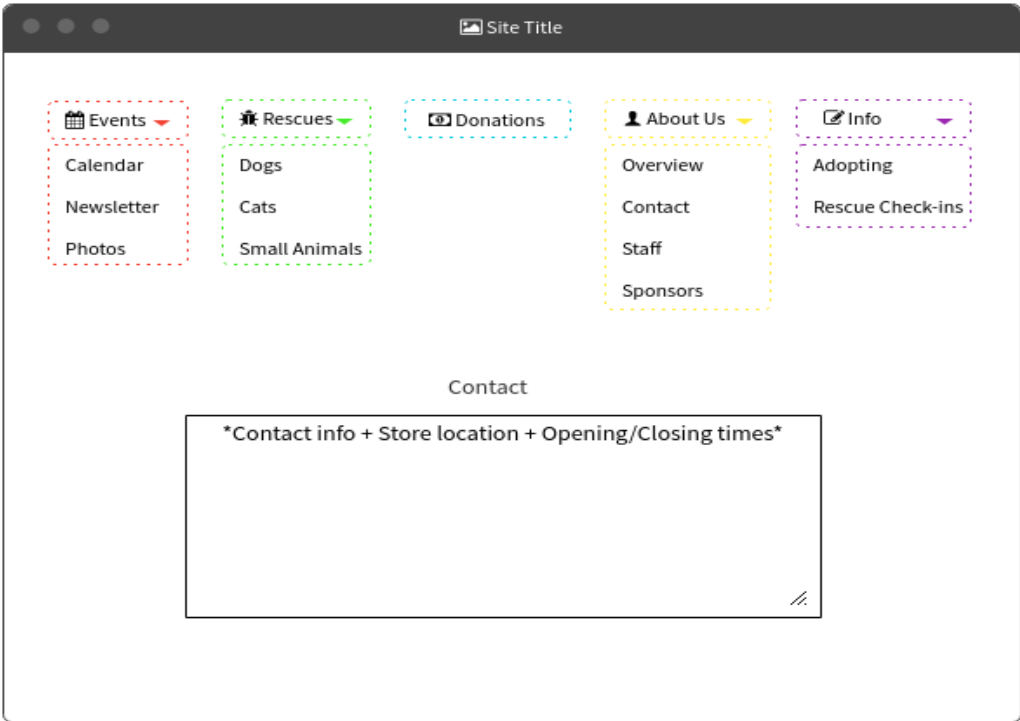 Site Title
Events
Rescues
Donations
About Us
Info
Calendar
Newsletter
Photos
Dogs
Cats
Small Animals
Overview
Contact
Staff
Sponsors
Adopting
Rescue Check-ins
Contact
*Contact info + Store location + Opening/Closing times*